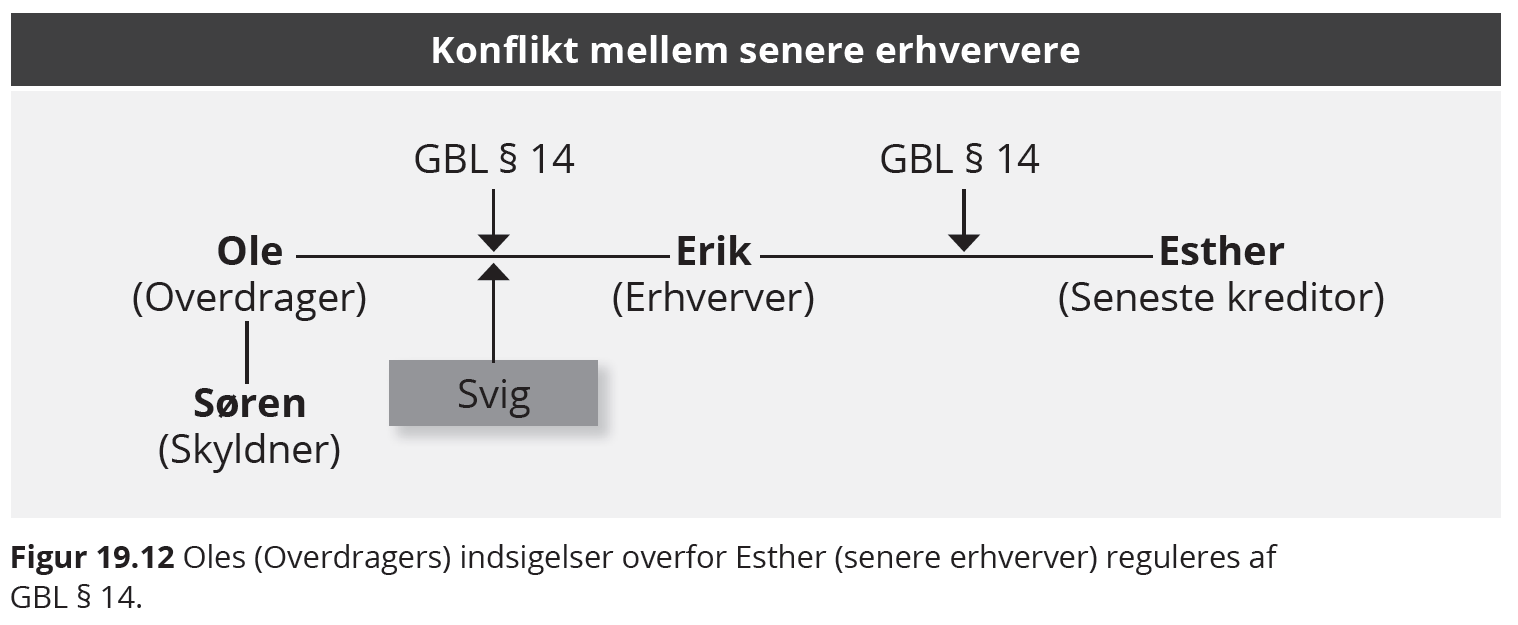 Konflikt mellem senere erhververe
GBL § 14 GBL § 14
Ole Erik Esther
(Overdrager) (Erhverver) (Seneste kreditor)
Søren Svig
(Skyldner)
Figur 19.12 Oles (Overdragers) indsigelser overfor Esther (senere erhverver) reguleres af
GBL § 14.